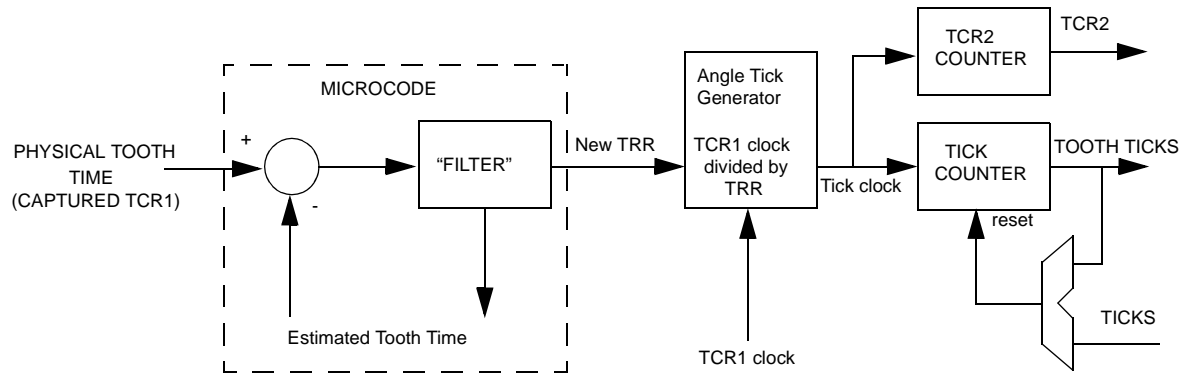 MICROCODE
PHYSICAL TOOTH
TIME
(CAPTURED TCR1)
+
-
“FILTER”
Estimated Tooth Time
New TRR
Angle Tick
Generator
TCR1 clock
divided by
TRR
TCR1 clock
Tick clock
TCR2
COUNTER
TCR2
TICK
COUNTER
TOOTH TICKS
reset
TICKS